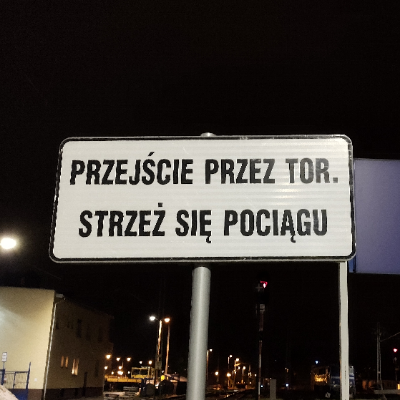 PRZEJŚCIE PRZEZ TOR.
STRZEŻ SIĘ POCIĄGU